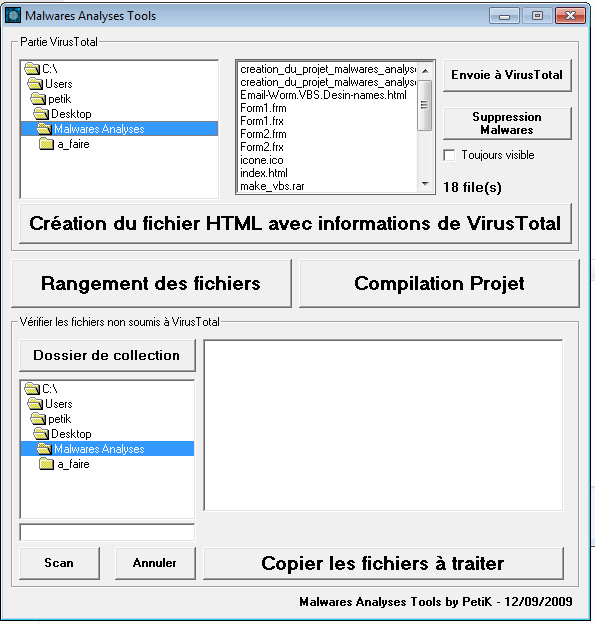 Malwares Analyses Tools
Partie VirusTotal
C:\
Users
petik
Desktop
Malwares Analyses
a_faire
creation_du_projet_malwares_analyse
creation_du_projet_malwares_analyse
Email-Worm.VBS.Desin-names.html
Form1.frm
Form1.frx
Form2.frm
Form2.frx
icone.ico
index.html
make_vbs.rar
Envoie à VirusTotal
Suppression
Malwares
Toujours visible
18 file(s)
Création du fichier HTML avec informations de VirusTotal
Rangement des fichiers
Compilation Projet
Vérifier les fichiers non soumis à VirusTotal
Dossier de collection
C:\
Users
petik
Desktop
Malwares Analyses
a_faire
Scan
Annuler
Copier les fichiers à traiter
Malwares Analyses Tools by PetiK - 12/09/2009